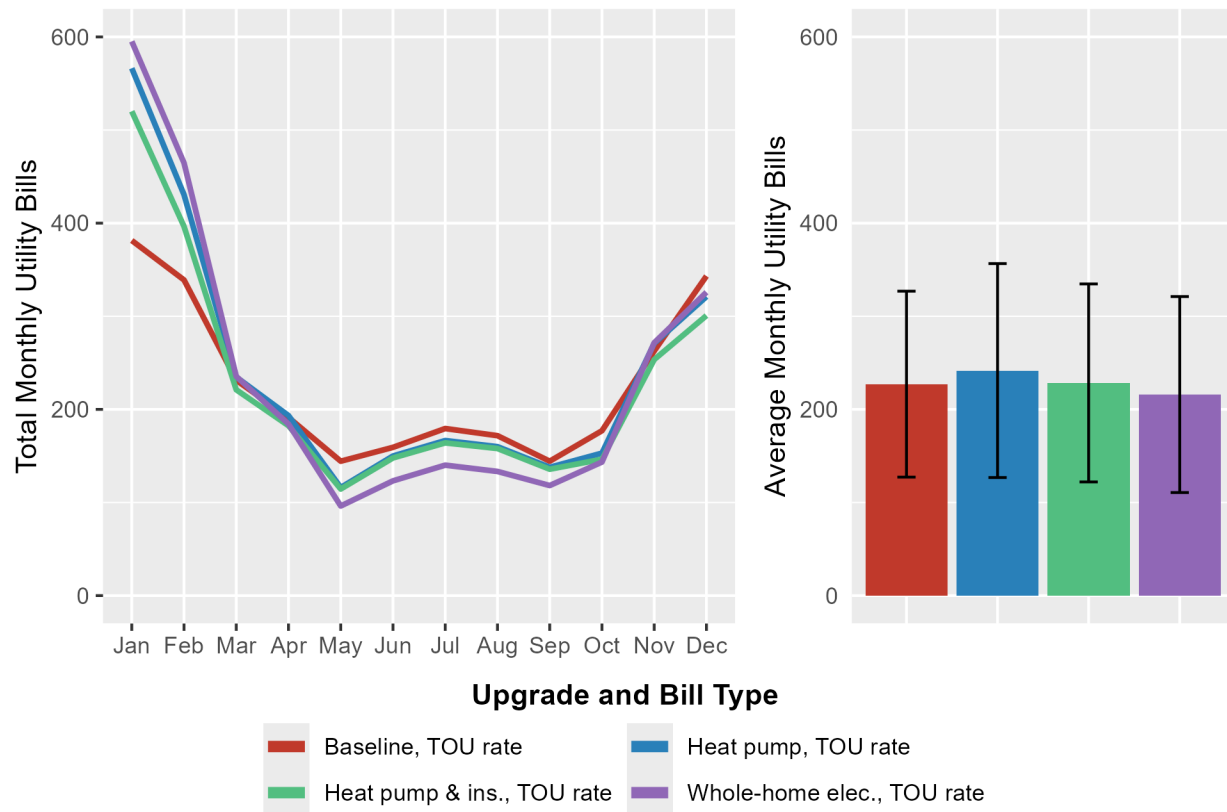 Total Monthly Utility Bills
600
400
200
0
Jan Feb Mar Apr May Jun Jul Aug Sep Oct Nov Dec
Average Monthly Utility Bills
600
400
200
0
Upgrade and Bill Type
Baseline, TOU rate
Heat pump, TOU rate
Heat pump & ins., TOU rate
Whole-home elec., TOU rate